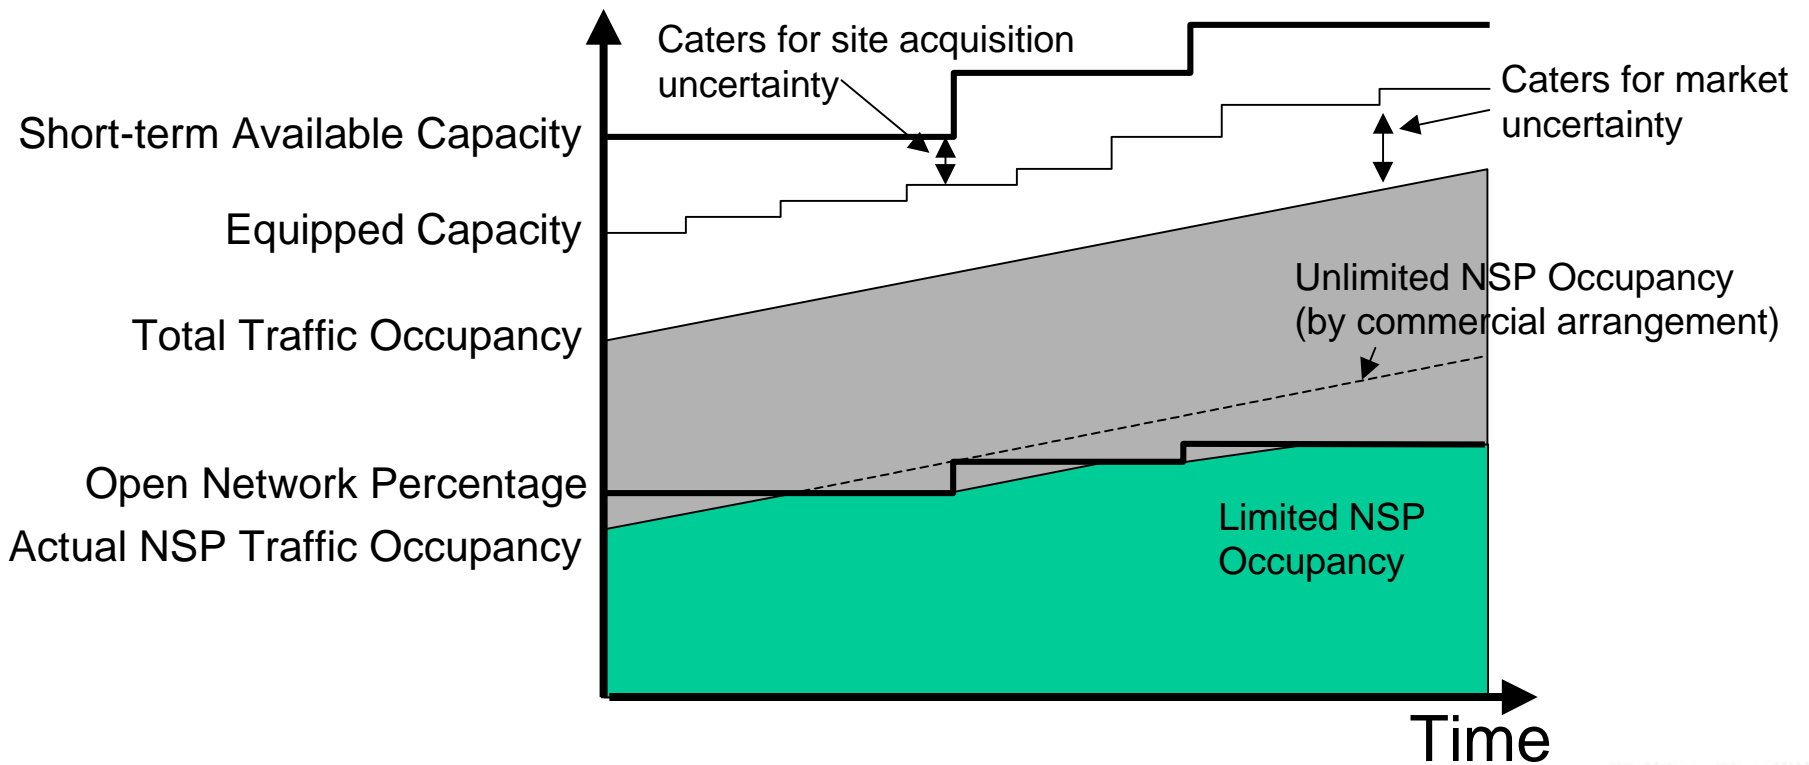 Caters for site acquisition
uncertainty
Caters for market
uncertainty
Short-term Available Capacity
Equipped Capacity
Total Traffic Occupancy
Unlimited NSP Occupancy
(by commercial arrangement)
Open Network Percentage
Actual NSP Traffic Occupancy
Limited NSP
Occupancy
Time